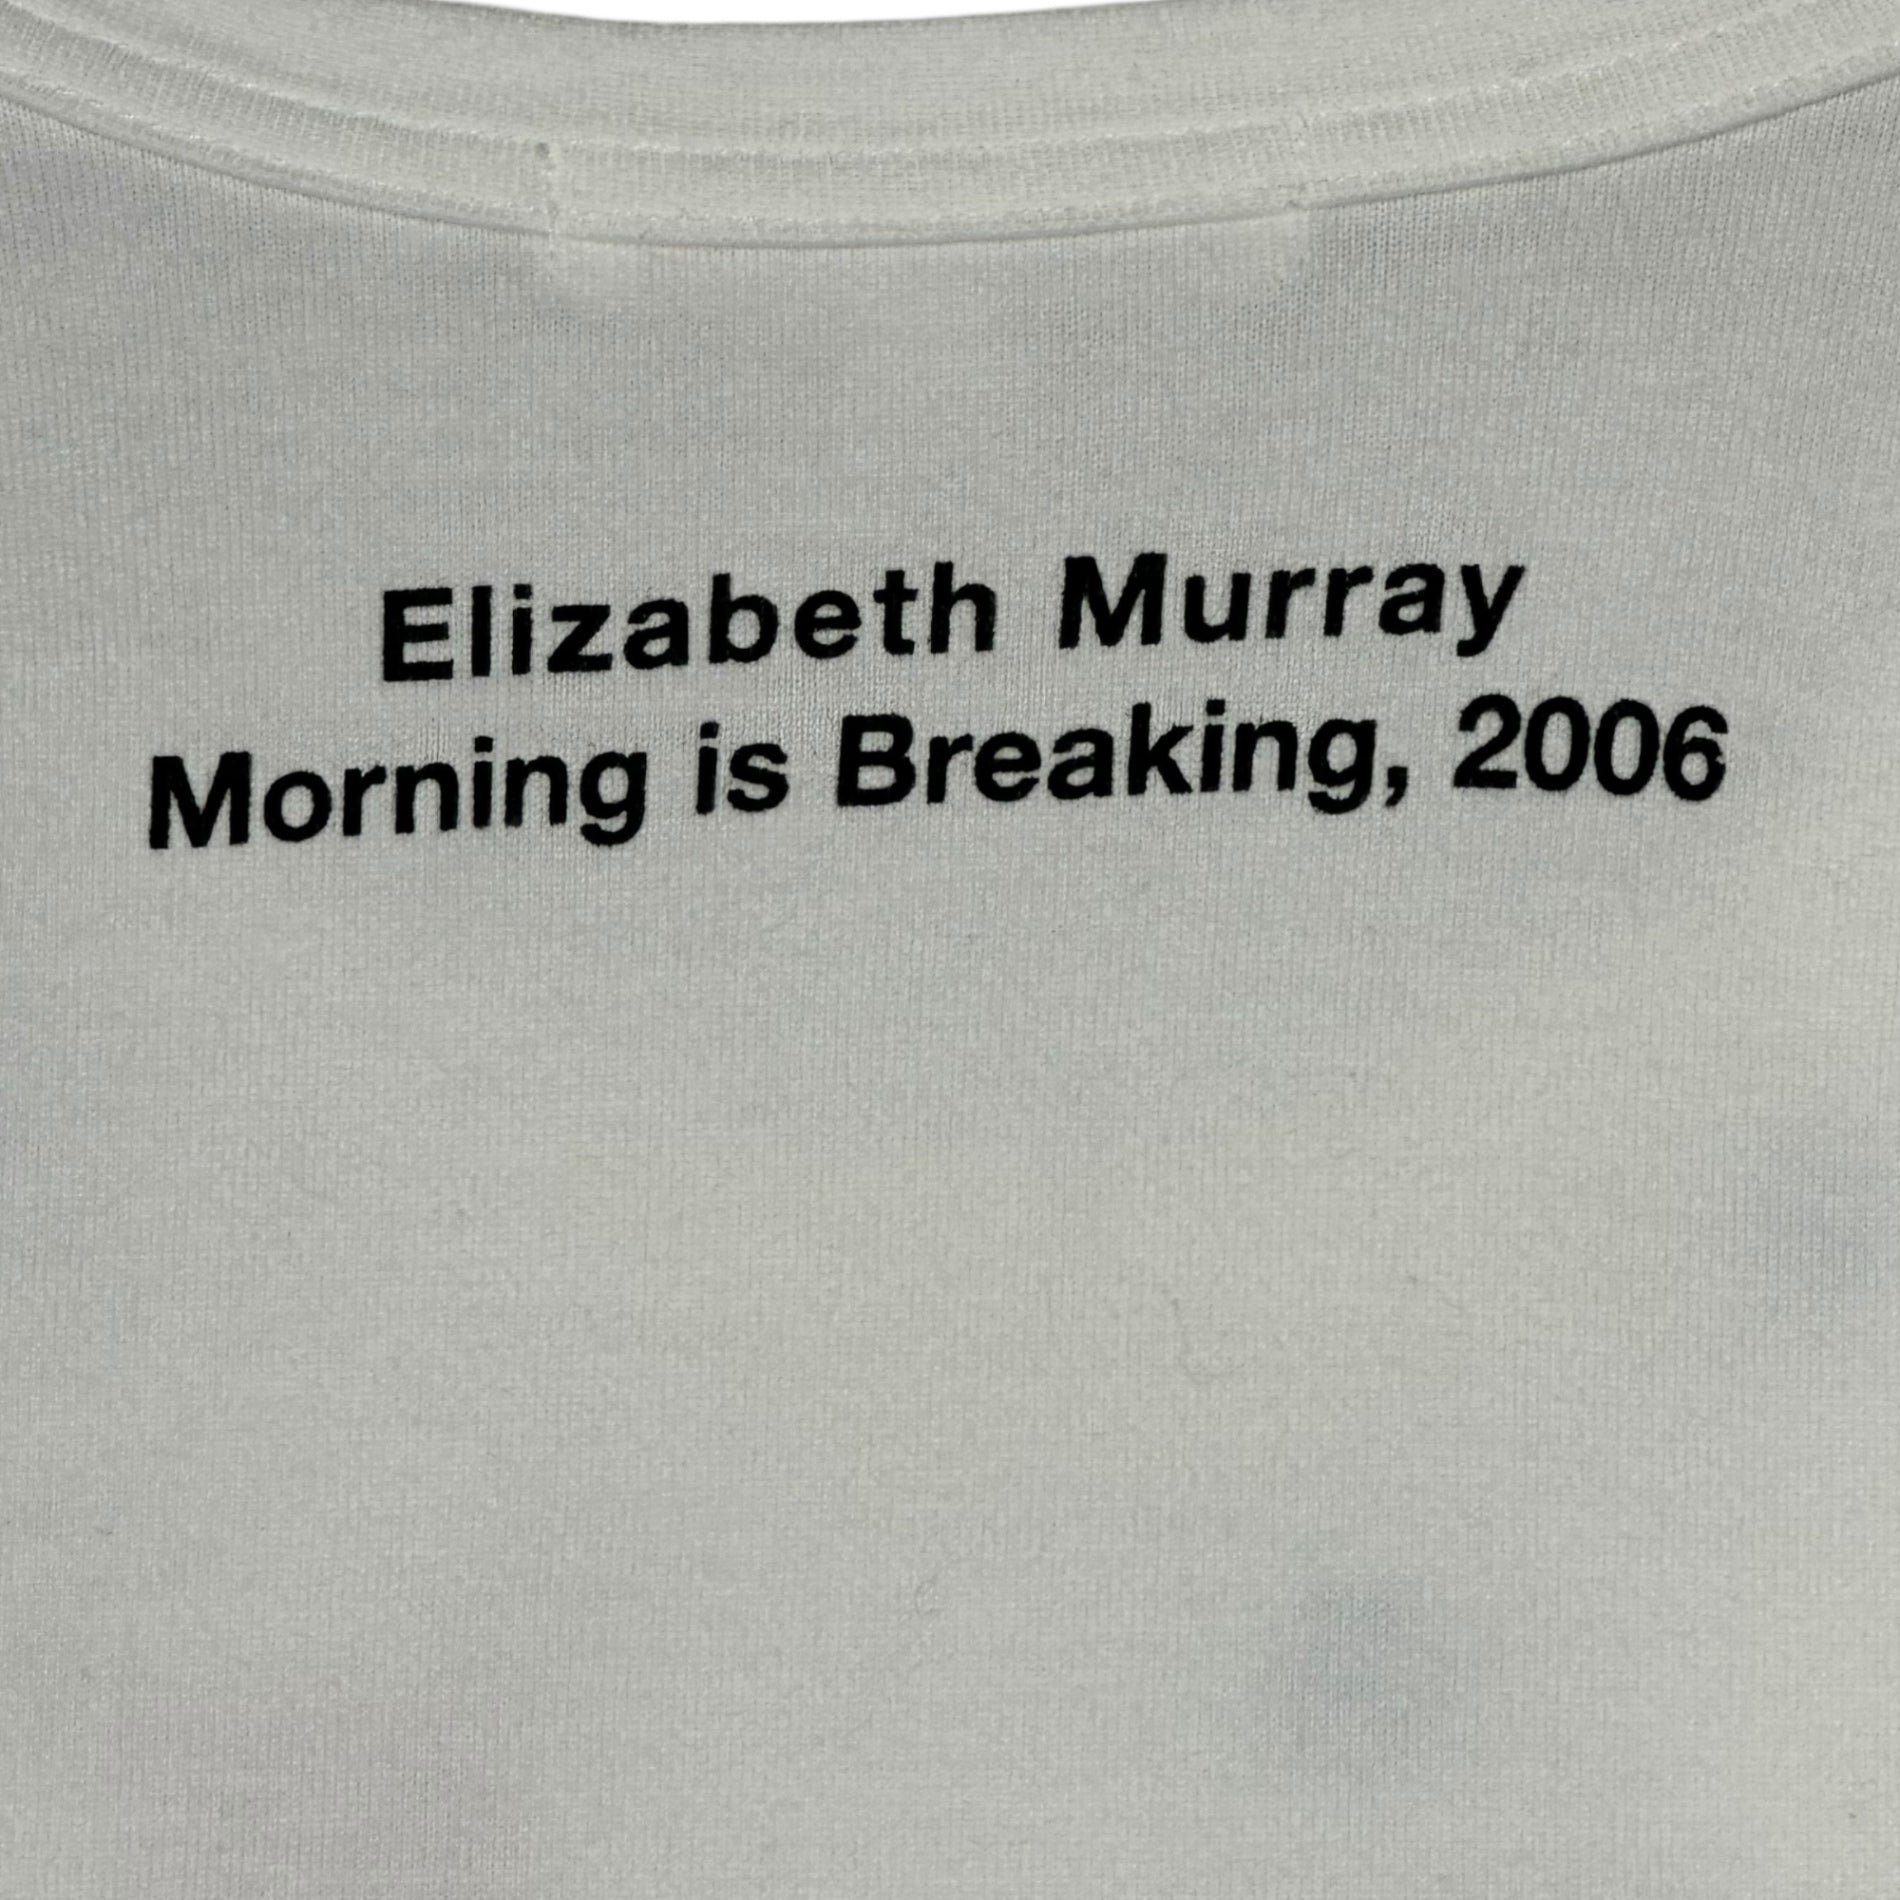 Elizabeth Murray
Morning is Breaking, 2006